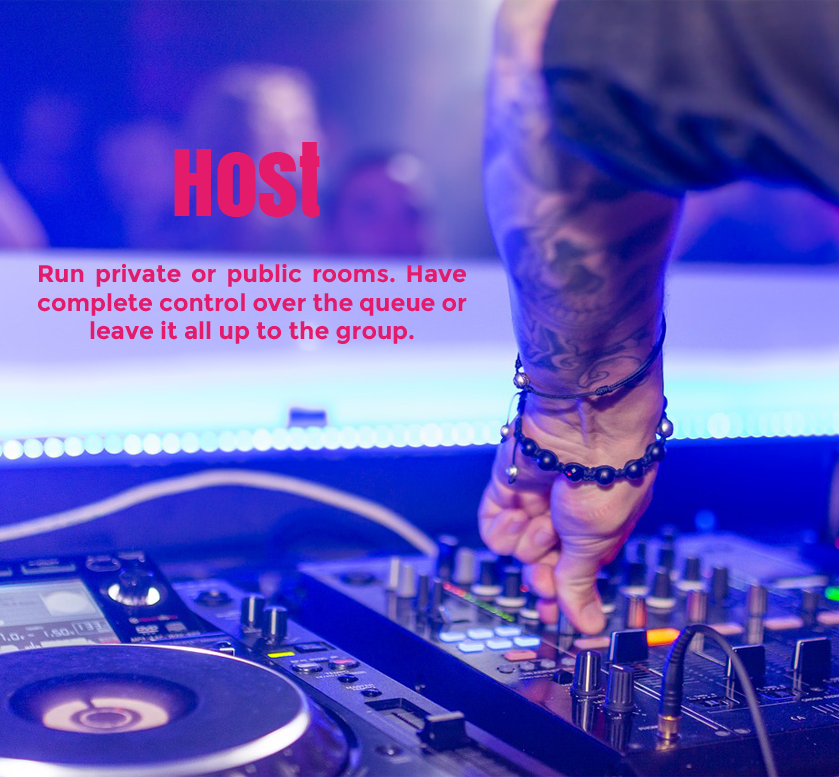 Host
Run private or public rooms. Have
complete control over the queue or
leave it all up to the group.